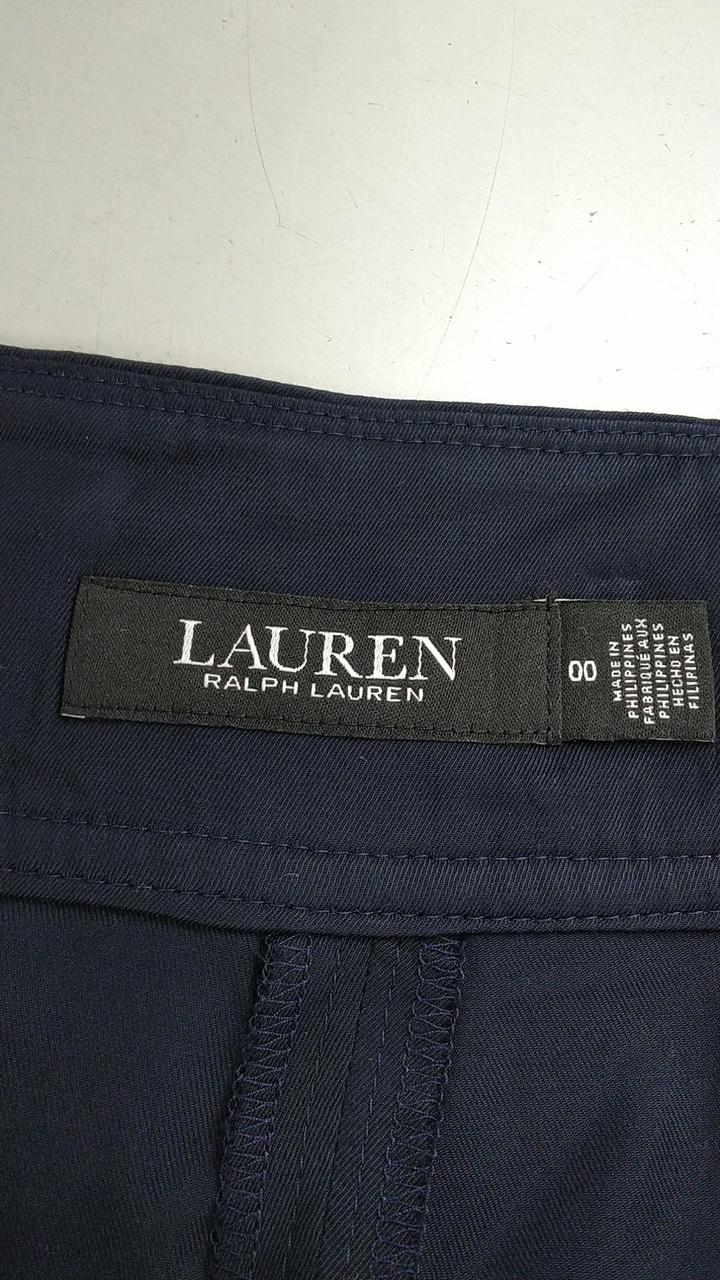 LAUREN
RALPH LAUREN
00
MADE IN
PHILIPPINES
FABRIQUÉ AUX
PHILIPPINES
HECHO EN
FILIPINAS